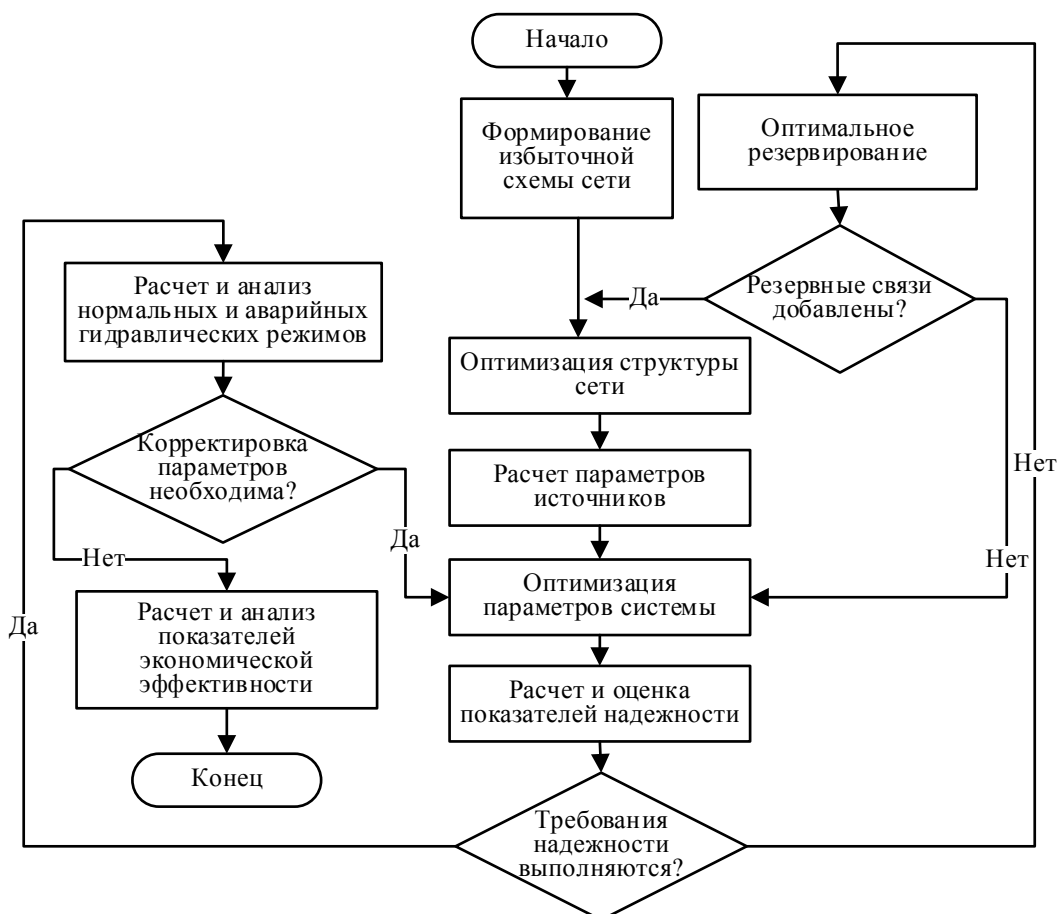 Начало
Формирование
избыточной
схемы сети
Оптимальное
резервирование
Резервные связи
добавлены?
Да
Нет
Оптимизация структуры
сети
Расчет параметров
источников
Оптимизация
параметров системы
Расчет и оценка
показателей надежности
Требования
надежности
выполняются?
Нет
Да
Расчет и анализ
нормальных и аварийных
гидравлических режимов
Корректировка
параметров
необходима?
Да
Нет
Расчет и анализ
показателей
экономической
эффективности
Конец